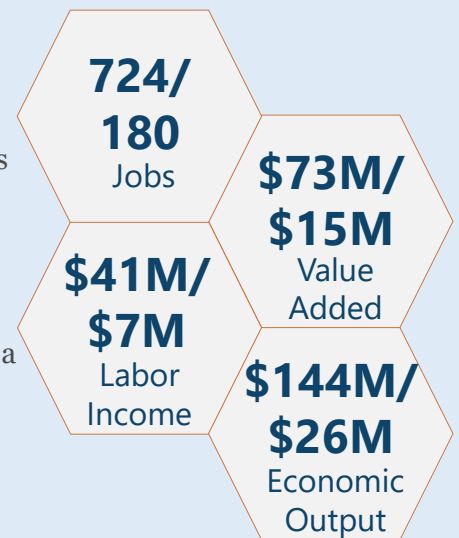 724/
180
Jobs
s
$73M/
$15M
Value
Added
$41M/
$7M
Labor
Income
a
$144M/
$26M
Economic
Output